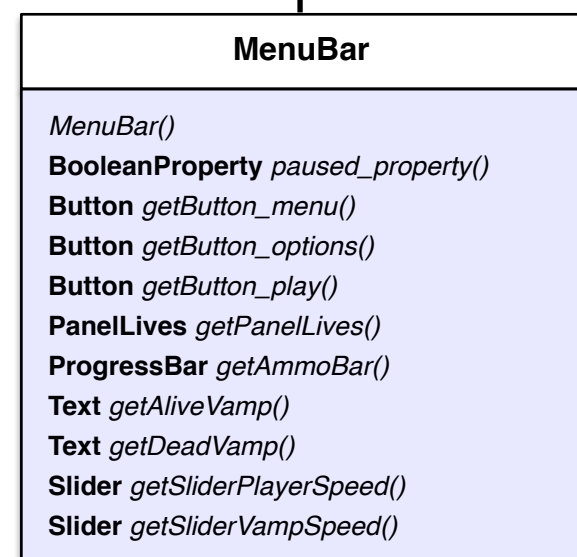 MenuBar
MenuBar()
BooleanProperty paused_property()
Button getButton_menu()
Button getButton_options()
Button getButton_play()
PanelLives getPanelLives()
ProgressBar getAmmoBar()
Text getAliveVamp()
Text getDeadVamp()
Slider getSliderPlayerSpeed()
Slider getSliderVampSpeed()